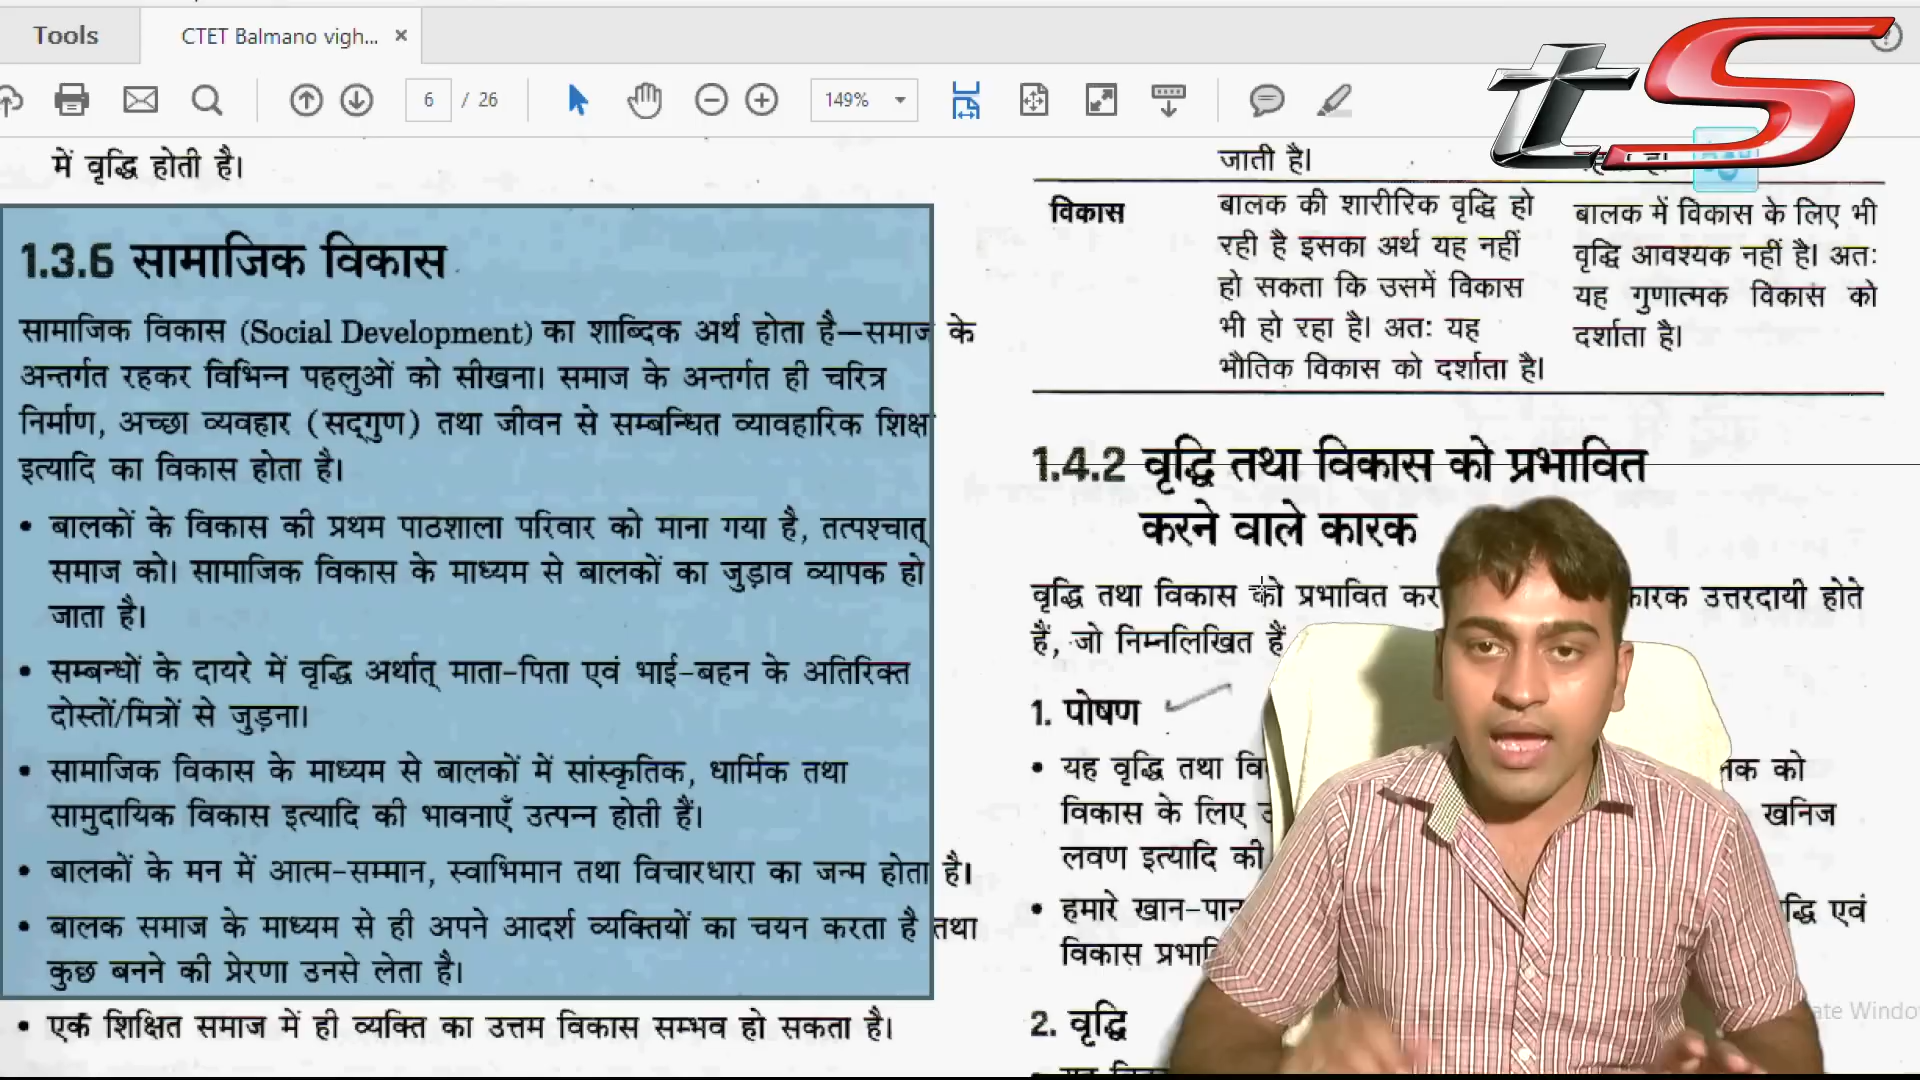 Tools
CTET Balmano vigh... ×
6 / 26
149%
tS
में वृद्धि होती है।
1.3.6 सामाजिक विकास
सामाजिक विकास (Social Development) का शाब्दिक अर्थ होता है—समाज के
अन्तर्गत रहकर विभिन्न पहलुओं को सीखना। समाज के अन्तर्गत ही चरित्र
निर्माण, अच्छा व्यवहार (सद्गुण) तथा जीवन से सम्बन्धित व्यावहारिक शिक्षा
इत्यादि का विकास होता है।
• बालकों के विकास की प्रथम पाठशाला परिवार को माना गया है, तत्पश्चात्
समाज को। सामाजिक विकास के माध्यम से बालकों का जुड़ाव व्यापक हो
जाता है।
• सम्बन्धों के दायरे में वृद्धि अर्थात् माता-पिता एवं भाई-बहन के अतिरिक्त
दोस्तों/मित्रों से जुड़ना।
• सामाजिक विकास के माध्यम से बालकों में सांस्कृतिक, धार्मिक तथा
सामुदायिक विकास इत्यादि की भावनाएँ उत्पन्न होती हैं।
• बालकों के मन में आत्म-सम्मान, स्वाभिमान तथा विचारधारा का जन्म होता है।
• बालक समाज के माध्यम से ही अपने आदर्श व्यक्तियों का चयन करता है तथा
कुछ बनने की प्रेरणा उनसे लेता है।
• एक शिक्षित समाज में ही व्यक्ति का उत्तम विकास सम्भव हो सकता है।
जाती है।
विकास
बालक की शारीरिक वृद्धि हो
रही है इसका अर्थ यह नहीं
हो सकता कि उसमें विकास
भी हो रहा है। अतः यह
भौतिक विकास को दर्शाता है।
बालक में विकास के लिए भी
वृद्धि आवश्यक नहीं है। अतः
यह गुणात्मक विकास को
दर्शाता है।
1.4.2 वृद्धि तथा विकास को प्रभावित
करने वाले कारक
वृद्धि तथा विकास को प्रभावित कर कारक उत्तरदायी होते
हैं, जो निम्नलिखित हैं
1. पोषण
• यह वृद्धि तथा को
विकास के लिए खनिज
लवण इत्यादि की
• हमारे खान-पान एवं
विकास
2. वृद्धि